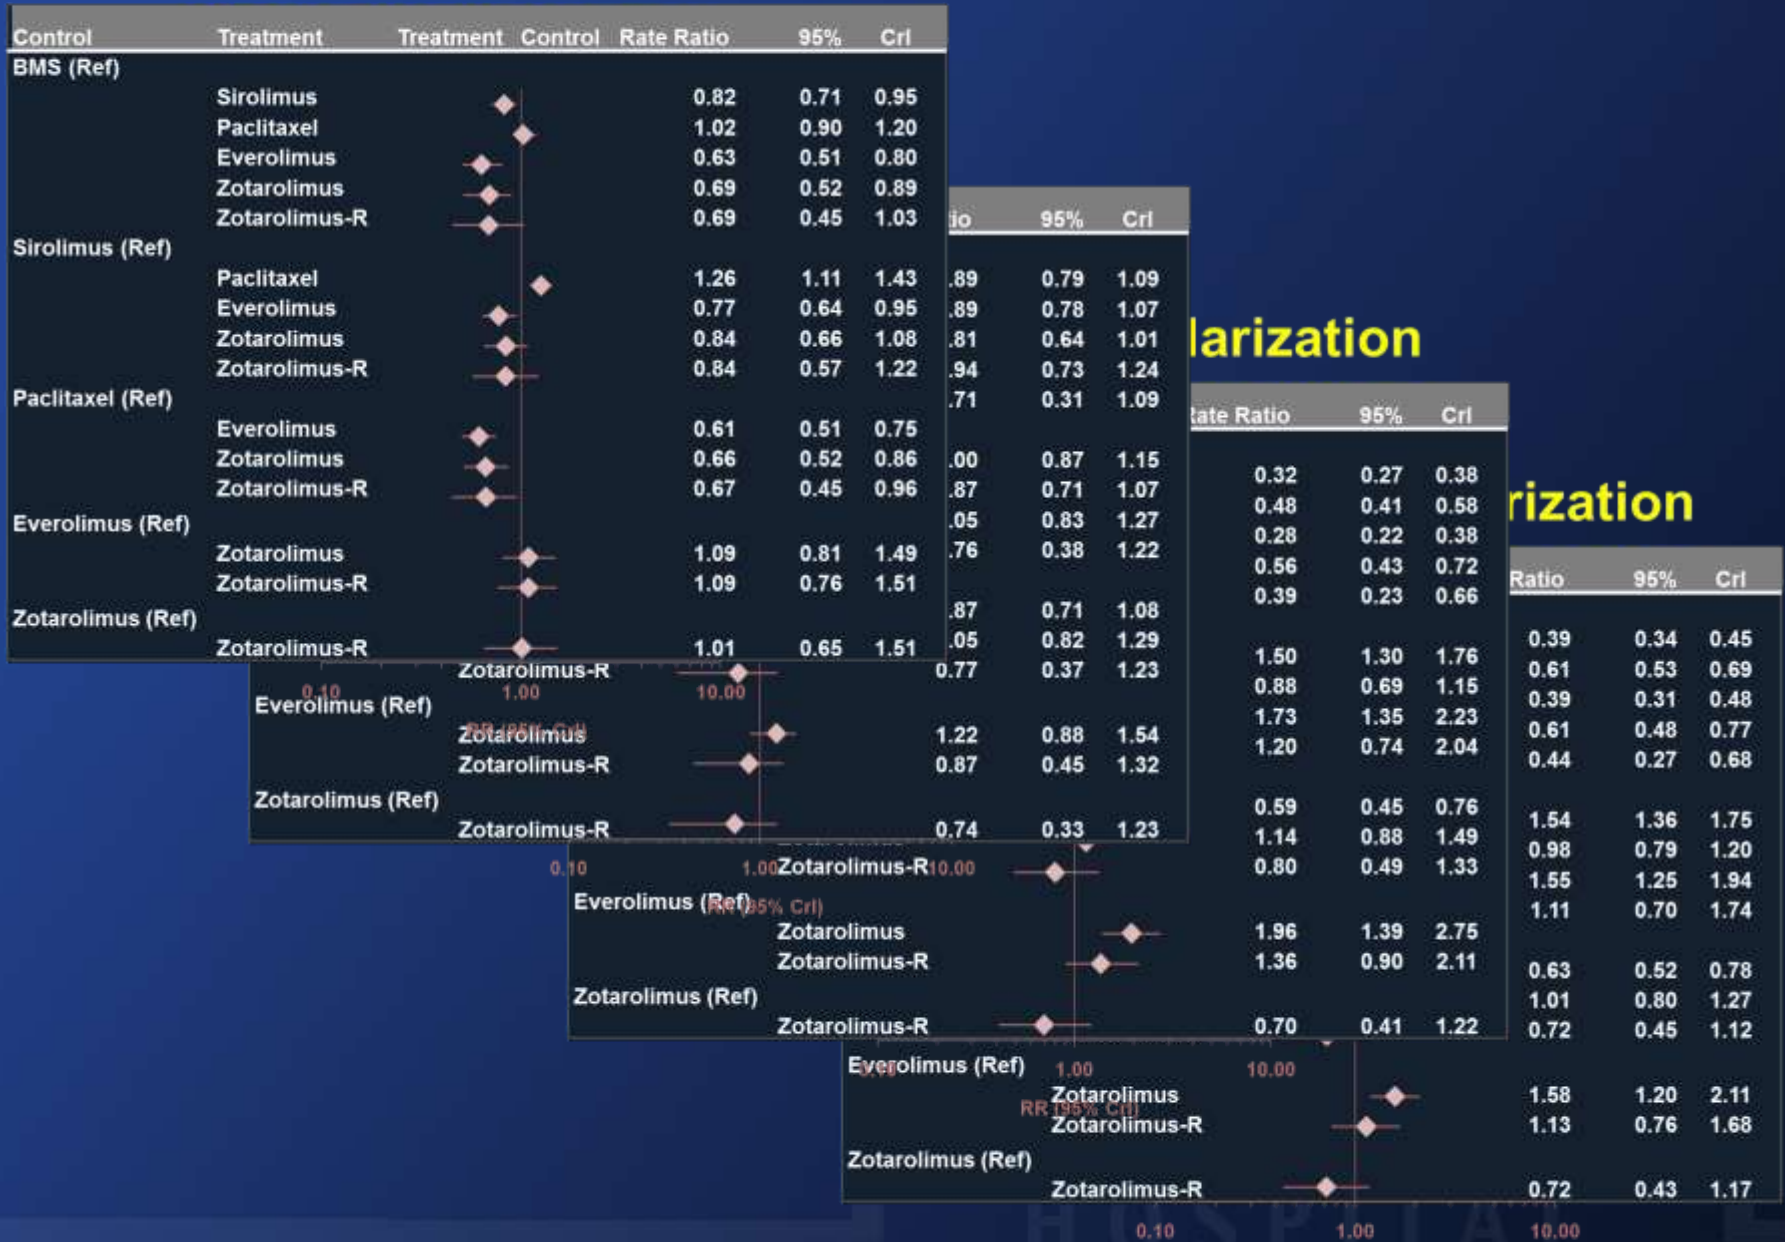 Control Treatment Treatment Control Rate Ratio 95% CrI
BMS (Ref)
Sirolimus 0.82 0.71 0.95
Paclitaxel 1.02 0.90 1.20
Everolimus 0.63 0.51 0.80
Zotarolimus 0.69 0.52 0.89
Zotarolimus-R 0.69 0.45 1.03
Sirolimus (Ref)
Paclitaxel 1.26 1.11 1.43
Everolimus 0.77 0.64 0.95
Zotarolimus 0.84 0.66 1.08
Zotarolimus-R 0.84 0.57 1.22
Paclitaxel (Ref)
Everolimus 0.61 0.51 0.75
Zotarolimus 0.66 0.52 0.86
Zotarolimus-R 0.67 0.45 0.96
Everolimus (Ref)
Zotarolimus 1.09 0.81 1.49
Zotarolimus-R 1.09 0.76 1.51
Zotarolimus (Ref)
Zotarolimus-R 1.01 0.65 1.51
0.10 1.00 10.00
RR (95% CrI)
tio 95% CrI
.89 0.79 1.09
.89 0.78 1.07
.81 0.64 1.01
.94 0.73 1.24
.71 0.31 1.09
.00 0.87 1.15
.87 0.71 1.07
.05 0.83 1.27
.76 0.38 1.22
.87 0.71 1.08
.05 0.82 1.29
Zotarolimus-R 0.77 0.37 1.23
Everolimus (Ref)
Zotarolimus 1.22 0.88 1.54
Zotarolimus-R 0.87 0.45 1.32
Zotarolimus (Ref)
Zotarolimus-R 0.74 0.33 1.23
0.10 1.00 10.00
RR (95% CrI)
larization
Rate Ratio 95% CrI
0.32 0.27 0.38
0.48 0.41 0.58
0.28 0.22 0.38
0.56 0.43 0.72
0.39 0.23 0.66
1.50 1.30 1.76
0.88 0.69 1.15
1.73 1.35 2.23
1.20 0.74 2.04
0.59 0.45 0.76
1.14 0.88 1.49
Zotarolimus-R 0.80 0.49 1.33
Everolimus (Ref)
Zotarolimus 1.96 1.39 2.75
Zotarolimus-R 1.36 0.90 2.11
Zotarolimus (Ref)
Zotarolimus-R 0.70 0.41 1.22
0.10 1.00 10.00
RR (95% CrI)
rization
Ratio 95% CrI
0.39 0.34 0.45
0.61 0.53 0.69
0.39 0.31 0.48
0.61 0.48 0.77
0.44 0.27 0.68
1.54 1.36 1.75
0.98 0.79 1.20
1.55 1.25 1.94
1.11 0.70 1.74
0.63 0.52 0.78
1.01 0.80 1.27
0.72 0.45 1.12
Everolimus (Ref)
Zotarolimus 1.58 1.20 2.11
Zotarolimus-R 1.13 0.76 1.68
Zotarolimus (Ref)
Zotarolimus-R 0.72 0.43 1.17
0.10 1.00 10.00
HOSPITA